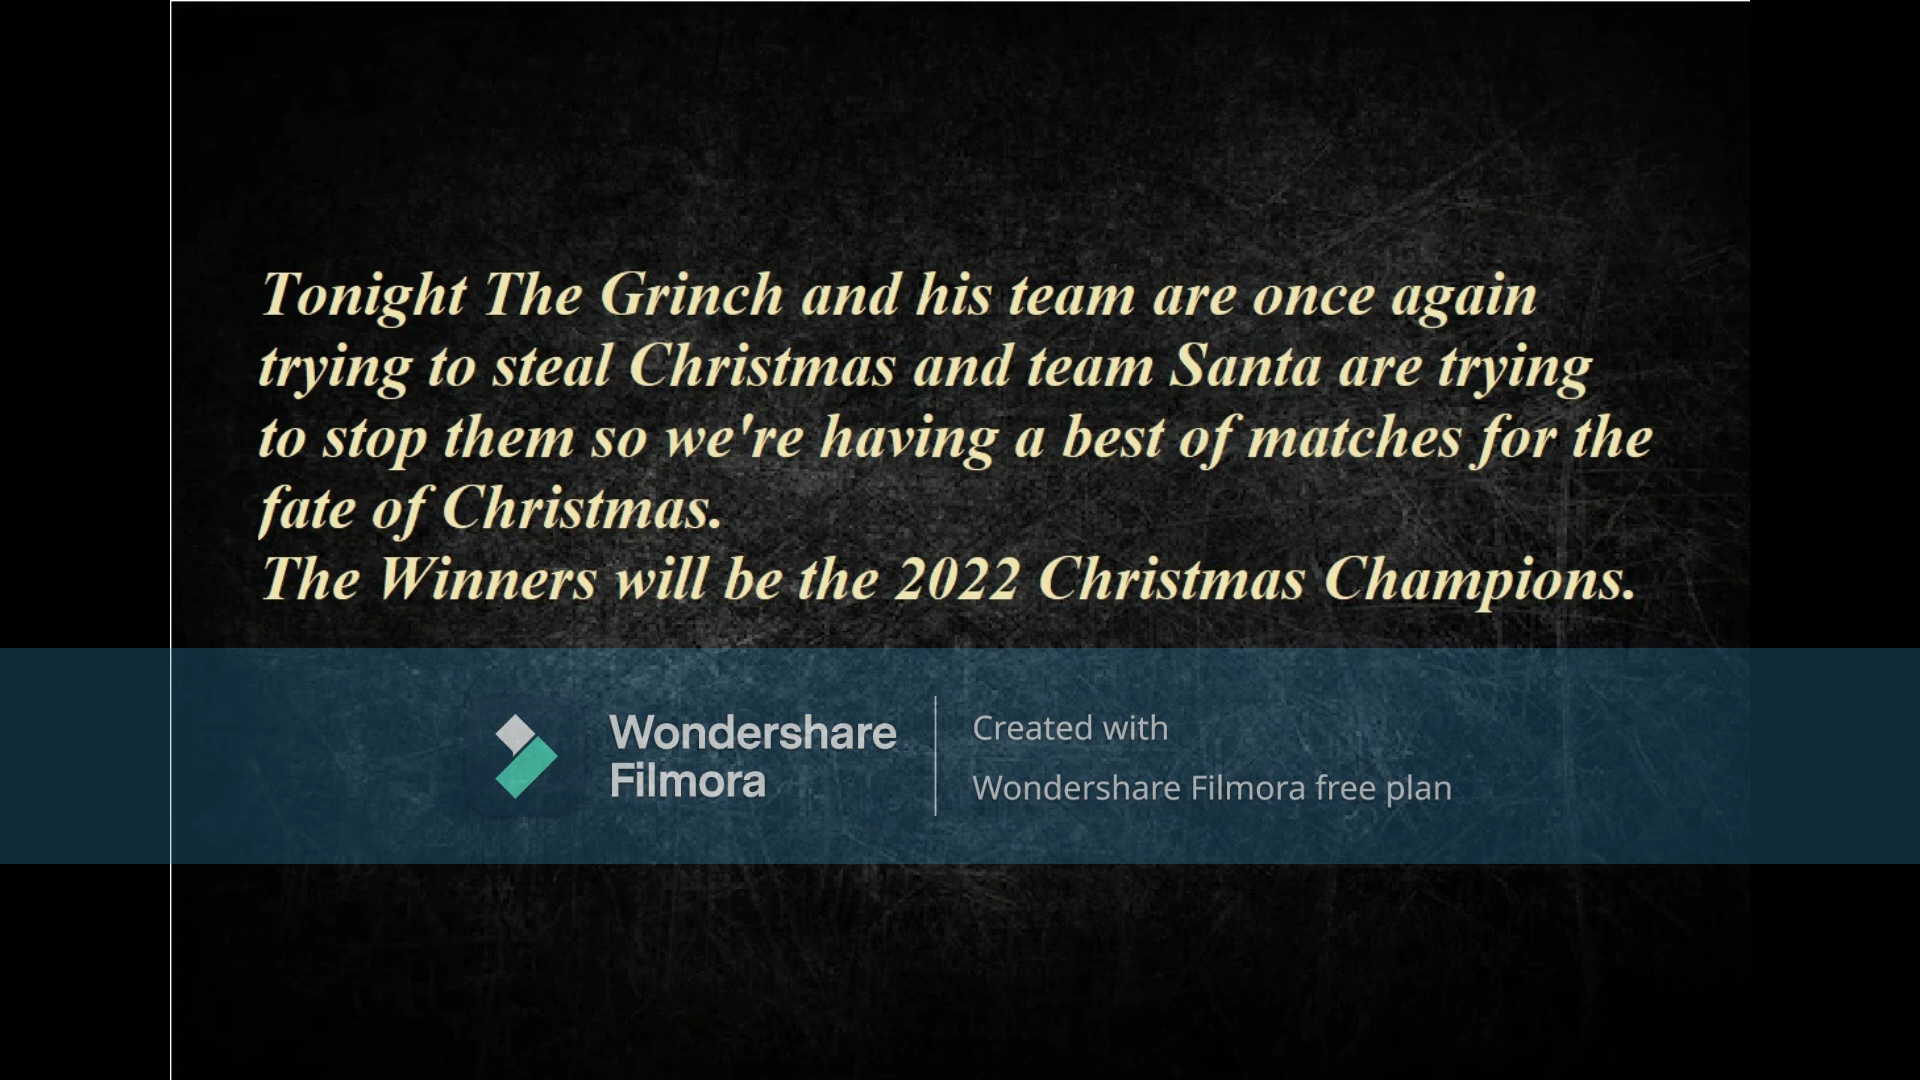 Tonight The Grinch and his team are once again
trying to steal Christmas and team Santa are trying
to stop them so we're having a best of matches for the
fate of Christmas.
The Winners will be the 2022 Christmas Champions.
Wondershare
Filmora
Created with
Wondershare Filmora free plan